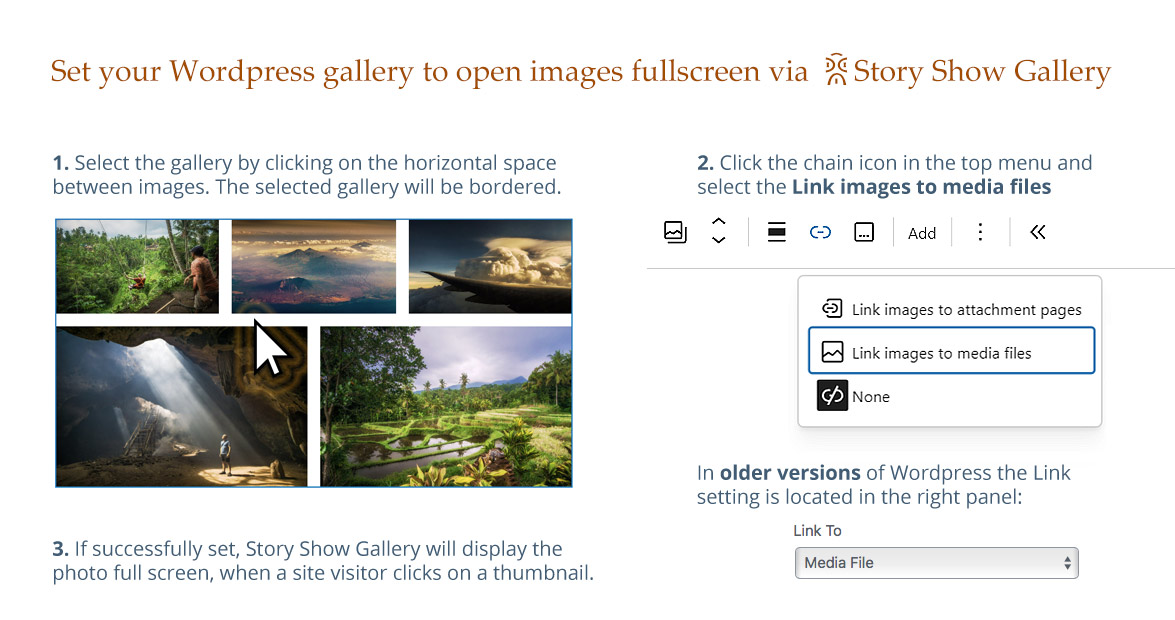 Set your Wordpress gallery to open images fullscreen via Story Show Gallery
1. Select the gallery by clicking on the horizontal space
between images. The selected gallery will be bordered.
2. Click the chain icon in the top menu and
select the Link images to media files
Add
Link images to attachment pages
Link images to media files
None
In older versions of Wordpress the Link
setting is located in the right panel:
Link To
Media File
3. If successfully set, Story Show Gallery will display the
photo full screen, when a site visitor clicks on a thumbnail.